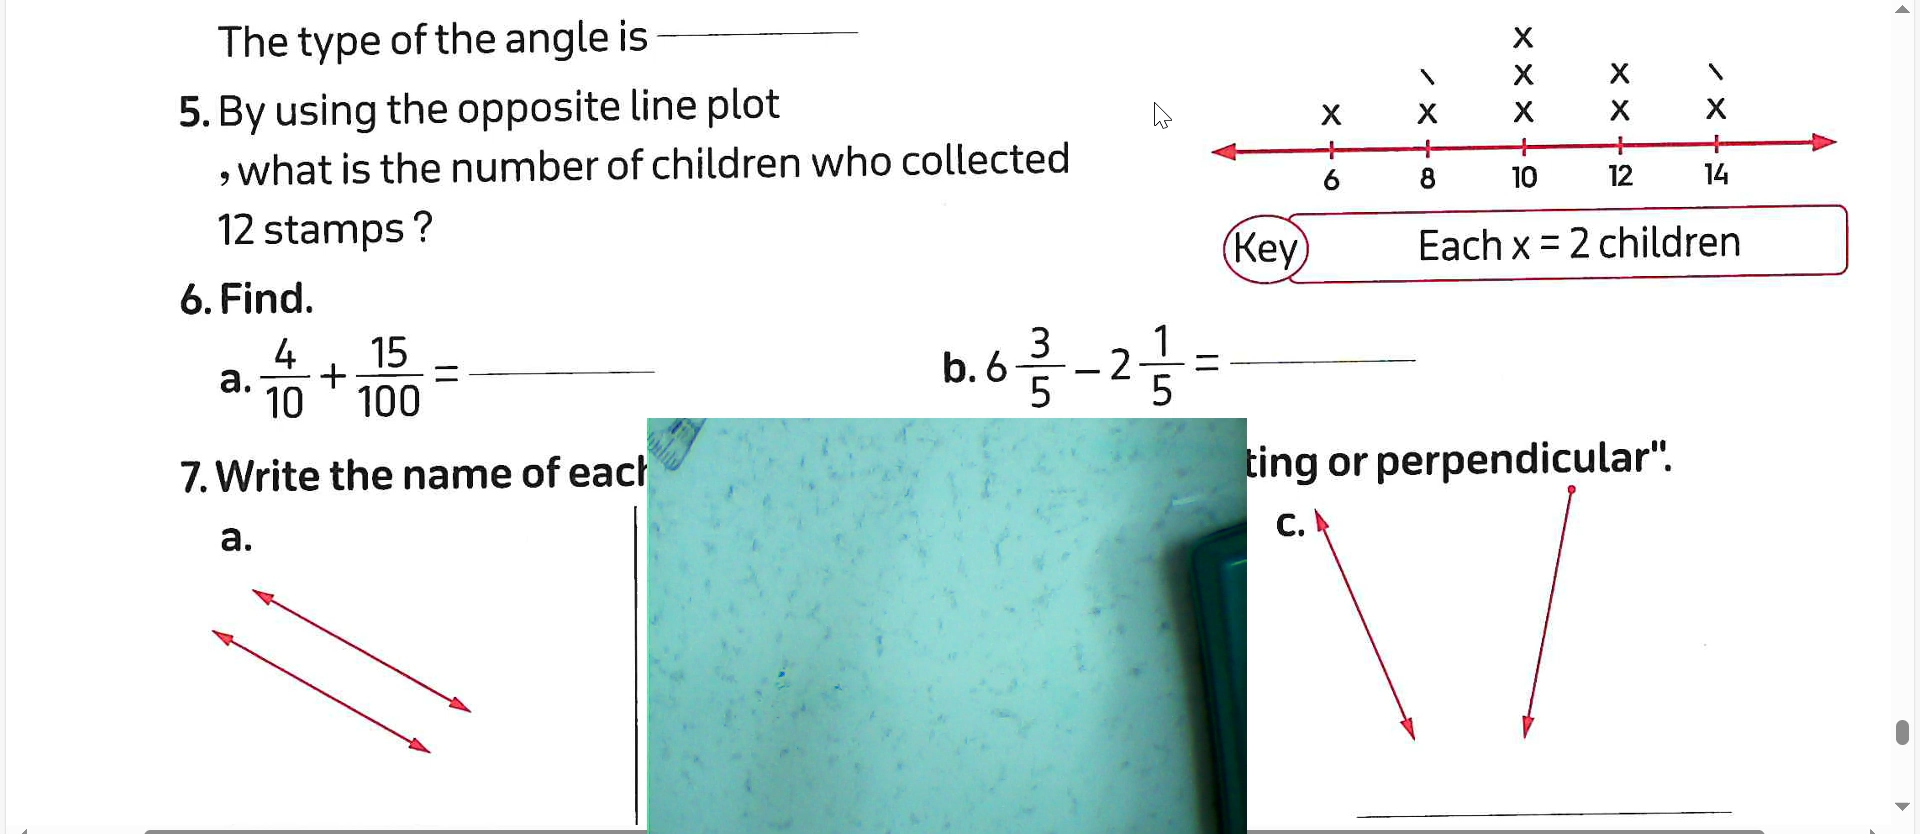 The type of the angle is
5. By using the opposite line plot
, what is the number of children who collected
12 stamps ?
X
\ X X \
X X X X X
6 8 10 12 14
Key Each x = 2 children
6. Find.
a. 4/10 + 15/100 =
b. 6 3/5 – 2 1/5 =
7. Write the name of each
ting or perpendicular".
a.
c.